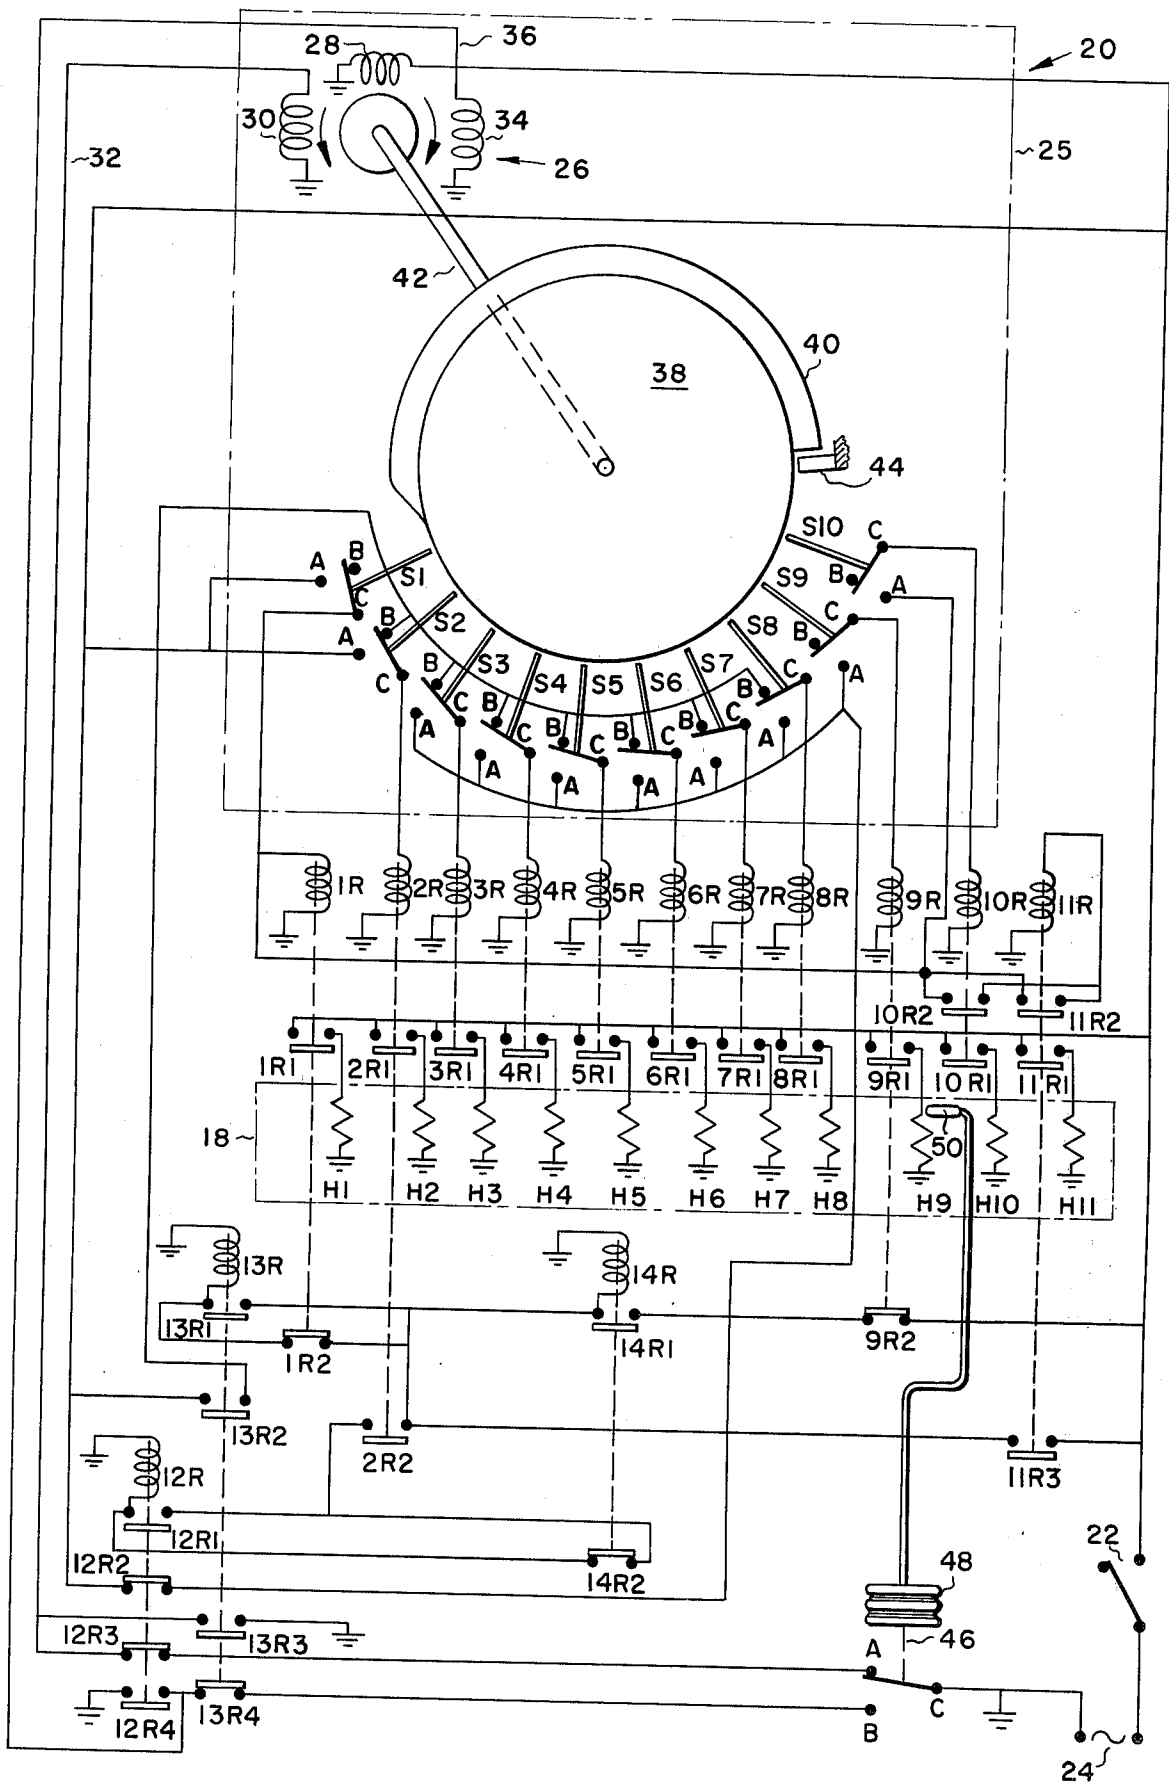 36
28
20
30
34
32
26
25
42
40
38
44
S10 C
A B S1 S9 B A
C B S2 C
A S8 B
C B S3 S7 C A
S4 S5 S6 B
A B C B C B C B C A
A A A A
1R 2R 3R 4R 5R 6R 7R 8R 9R 10R 11R
10R2 11R2
1R1 2R1 3R1 4R1 5R1 6R1 7R1 8R1 9R1 10R1 11R1
18 50
H1 H2 H3 H4 H5 H6 H7 H8 H9 H10 H11
13R 14R
13R1 1R2 14R1 9R2
13R2 2R2 11R3
12R
12R1 22
12R2 14R2 48
12R3 13R3 46
A
12R4 13R4 C
B
24